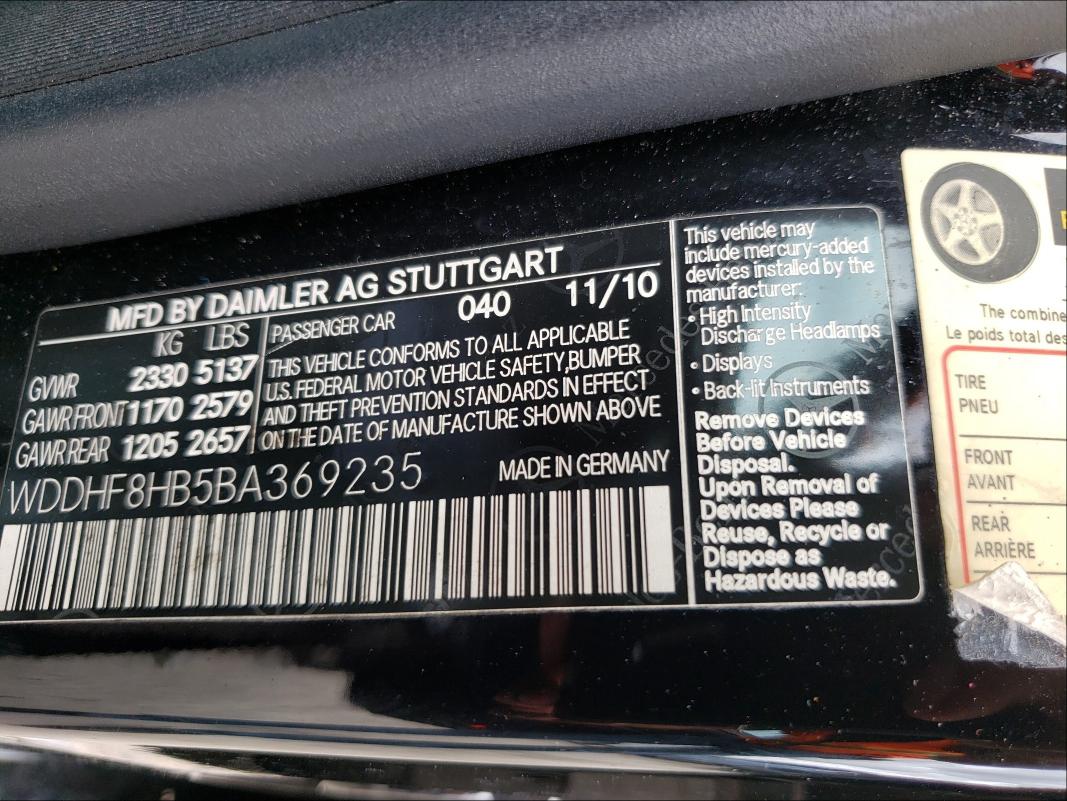 MFD BY DAIMLER AG STUTTGART
KG LBS
GVWR 2330 5137
GAWR FRONT 1170 2579
GAWR REAR 1205 2657
PASSENGER CAR 040 11/10
THIS VEHICLE CONFORMS TO ALL APPLICABLE
U.S. FEDERAL MOTOR VEHICLE SAFETY,BUMPER
AND THEFT PREVENTION STANDARDS IN EFFECT
ON THE DATE OF MANUFACTURE SHOWN ABOVE
WDDHF8HB5BA369235
MADE IN GERMANY
This vehicle may
include mercury-added
devices installed by the
manufacturer:
• High Intensity
Discharge Headlamps
• Displays
• Back-lit Instruments
Remove Devices
Before Vehicle
Disposal.
Upon Removal of
Devices Please
Reuse, Recycle or
Dispose as
Hazardous Waste.
The combine
Le poids total des
TIRE
PNEU
FRONT
AVANT
REAR
ARRIÈRE